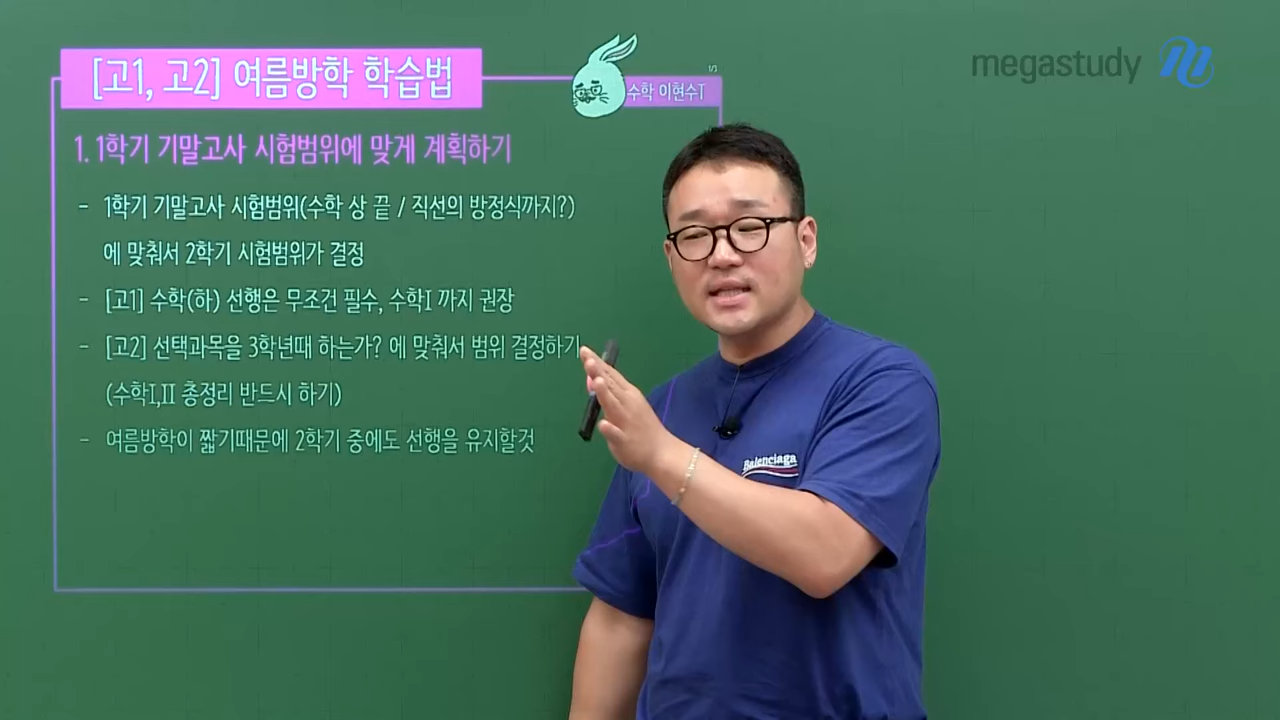 [고1, 고2] 여름방학 학습법
수학 이현수T
megastudy
1. 1학기 기말고사 시험범위에 맞게 계획하기
- 1학기 기말고사 시험범위(수학 상 끝 / 직선의 방정식까지?)
에 맞춰서 2학기 시험범위가 결정
- [고1] 수학(하) 선행은 무조건 필수, 수학I 까지 권장
- [고2] 선택과목을 3학년때 하는가? 에 맞춰서 범위 결정하기
(수학I,II 총정리 반드시 하기)
- 여름방학이 짧기때문에 2학기 중에도 선행을 유지할것
Balenciaga